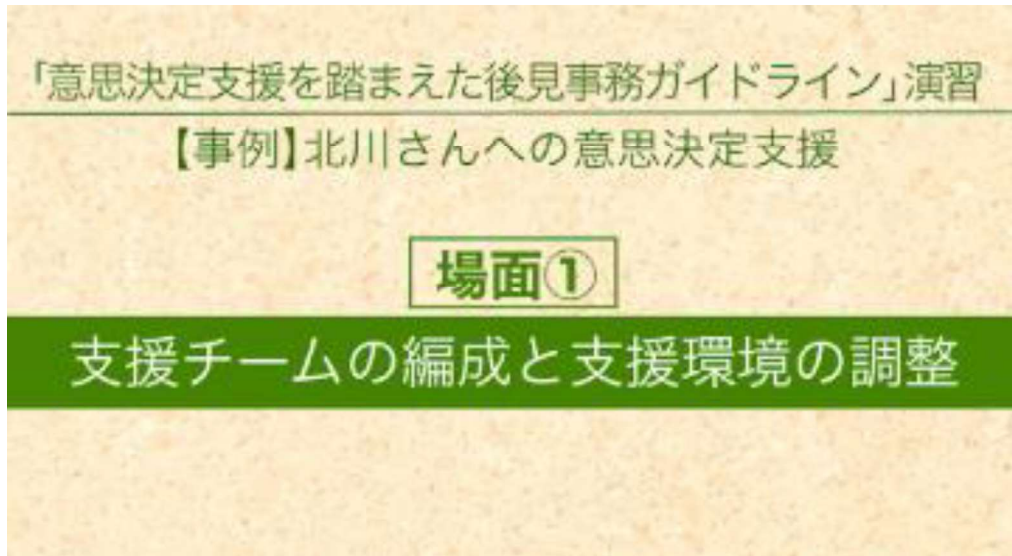 「意思決定支援を踏まえた後見事務ガイドライン」演習
【事例】北川さんへの意思決定支援
場面①
支援チームの編成と支援環境の調整